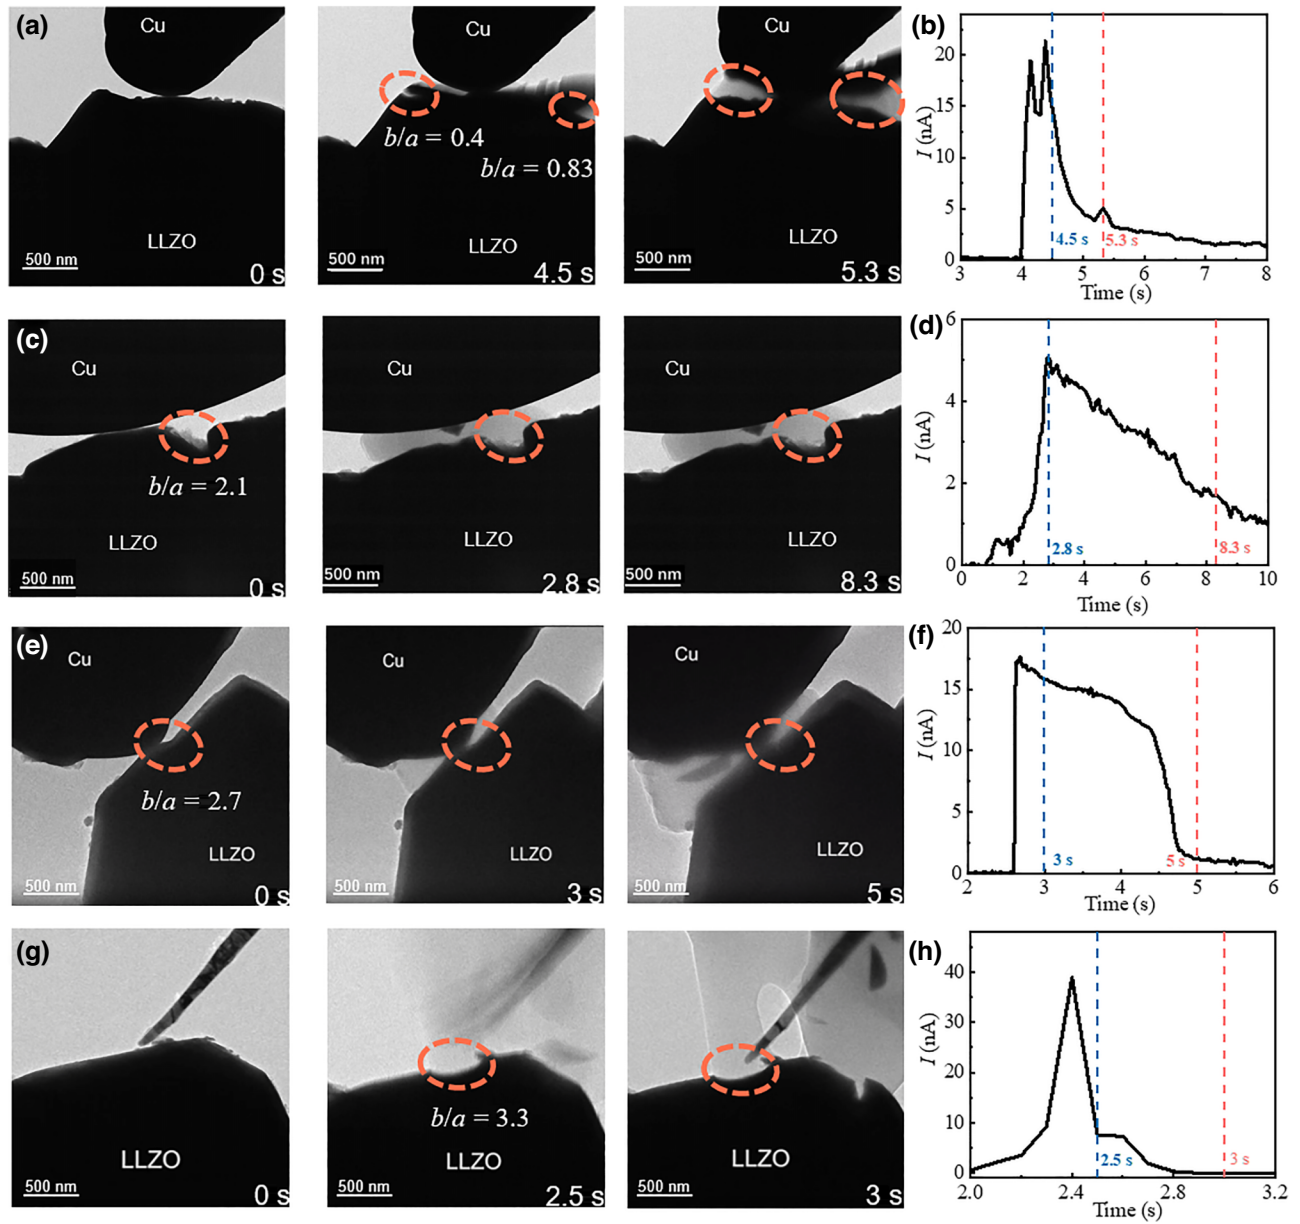 (a)
Cu
LLZO
500 nm
0 s
Cu
b/a = 0.4
b/a = 0.83
LLZO
500 nm
4.5 s
Cu
LLZO
500 nm
5.3 s
(b)
I (nA)
20
15
10
5
0
4.5 s
5.3 s
3 4 5 6 7 8
Time (s)
(c)
Cu
b/a = 2.1
LLZO
500 nm
0 s
Cu
LLZO
500 nm
2.8 s
Cu
LLZO
500 nm
8.3 s
(d)
I (nA)
6
4
2
0
2.8 s
8.3 s
0 2 4 6 8 10
Time (s)
(e)
Cu
b/a = 2.7
LLZO
500 nm
0 s
Cu
LLZO
500 nm
3 s
Cu
LLZO
500 nm
5 s
(f)
I (nA)
20
15
10
5
0
3 s
5 s
2 3 4 5 6
Time (s)
(g)
LLZO
500 nm
0 s
b/a = 3.3
LLZO
500 nm
2.5 s
LLZO
500 nm
3 s
(h)
I (nA)
40
30
20
10
0
2.5 s
3 s
2.0 2.4 2.8 3.2
Time (s)